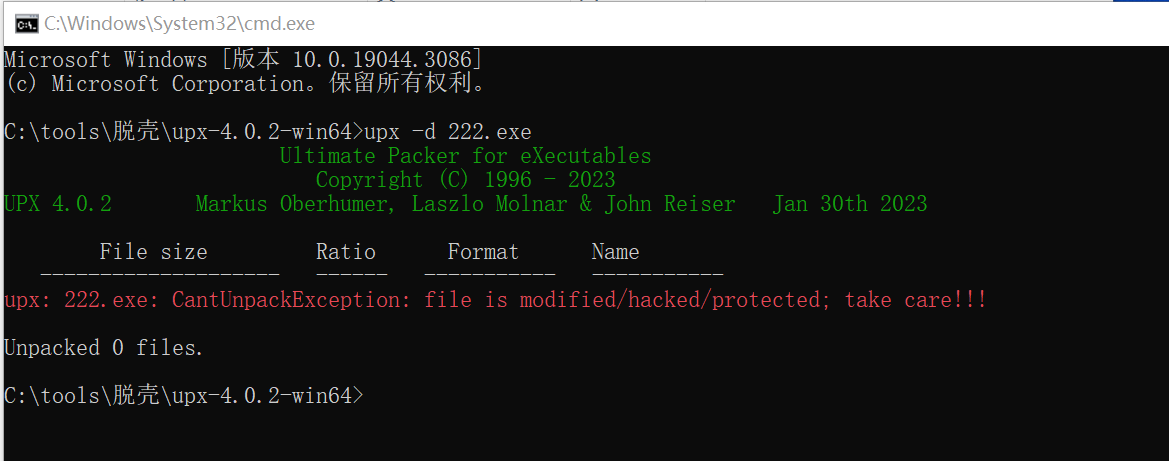 C:\Windows\System32\cmd.exe
Microsoft Windows [版本 10.0.19044.3086]
(c) Microsoft Corporation。保留所有权利。
C:\tools\脱壳\upx-4.0.2-win64>upx -d 222.exe
Ultimate Packer for eXecutables
Copyright (C) 1996 - 2023
UPX 4.0.2       Markus Oberhumer, Laszlo Molnar & John Reiser   Jan 30th 2023
File size         Ratio      Format      Name
--------------------   ------   -----------   -----------
upx: 222.exe: CantUnpackException: file is modified/hacked/protected; take care!!!
Unpacked 0 files.
C:\tools\脱壳\upx-4.0.2-win64>